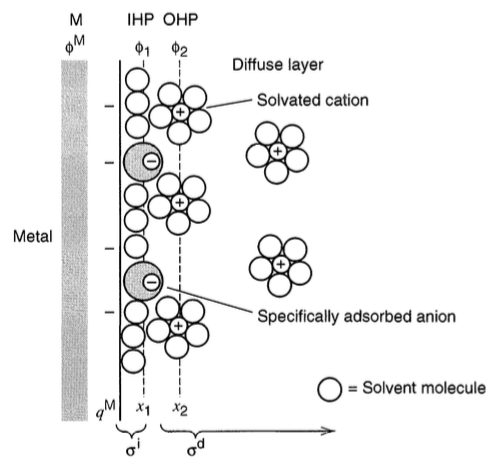 M IHP OHP
ϕᴹ ϕ₁ ϕ₂
Diffuse layer
Solvated cation
Metal
Specifically adsorbed anion
= Solvent molecule
qᴹ x₁ x₂
σⁱ σᵈ